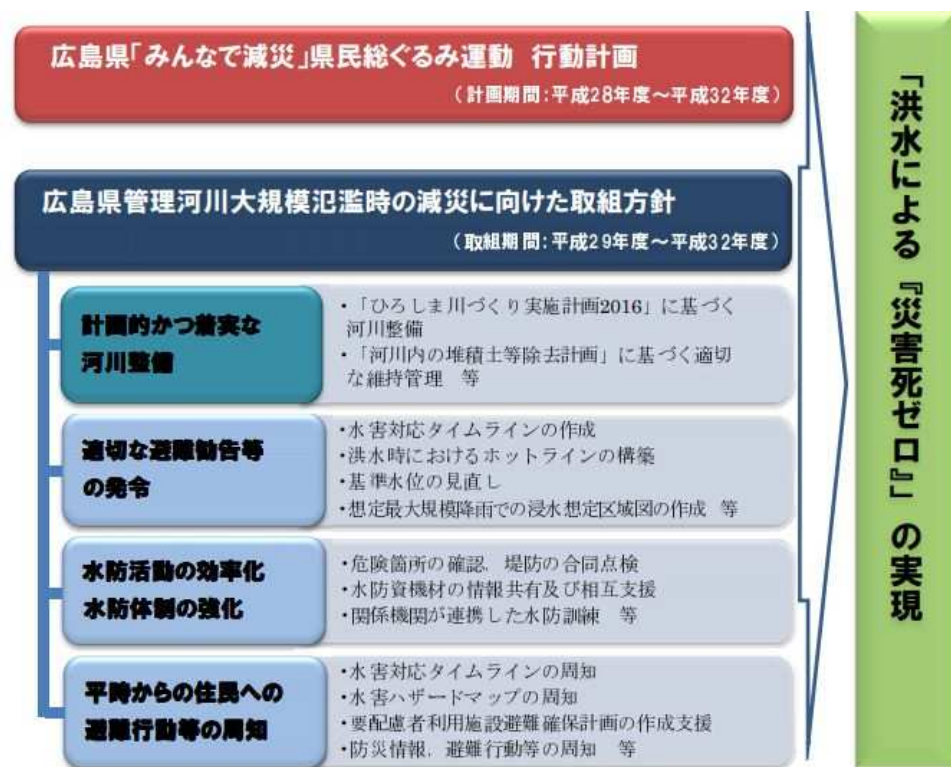 広島県「みんなで減災」県民総ぐるみ運動 行動計画
（計画期間：平成28年度～平成32年度）
広島県管理河川大規模氾濫時の減災に向けた取組方針
（取組期間：平成29年度～平成32年度）
計画的かつ着実な
河川整備
・「ひろしま川づくり実施計画2016」に基づく
河川整備
・「河川内の堆積土等除去計画」に基づく適切
な維持管理 等
適切な避難勧告等
の発令
・水害対応タイムラインの作成
・洪水時におけるホットラインの構築
・基準水位の見直し
・想定最大規模降雨での浸水想定区域図の作成 等
水防活動の効率化
水防体制の強化
・危険箇所の確認，堤防の合同点検
・水防資機材の情報共有及び相互支援
・関係機関が連携した水防訓練 等
平時からの住民への
避難行動等の周知
・水害対応タイムラインの周知
・水害ハザードマップの周知
・要配慮者利用施設避難確保計画の作成支援
・防災情報，避難行動等の周知 等
「洪水による『災害死ゼロ』」の実現